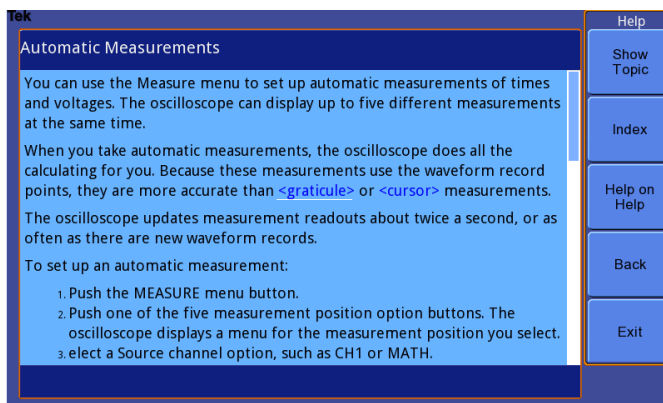 Tek
Help
Automatic Measurements
You can use the Measure menu to set up automatic measurements of times
and voltages. The oscilloscope can display up to five different measurements
at the same time.
When you take automatic measurements, the oscilloscope does all the
calculating for you. Because these measurements use the waveform record
points, they are more accurate than <graticule> or <cursor> measurements.
The oscilloscope updates measurement readouts about twice a second, or as
often as there are new waveform records.
To set up an automatic measurement:
1. Push the MEASURE menu button.
2. Push one of the five measurement position option buttons. The
oscilloscope displays a menu for the measurement position you select.
3. elect a Source channel option, such as CH1 or MATH.
Show
Topic
Index
Help on
Help
Back
Exit